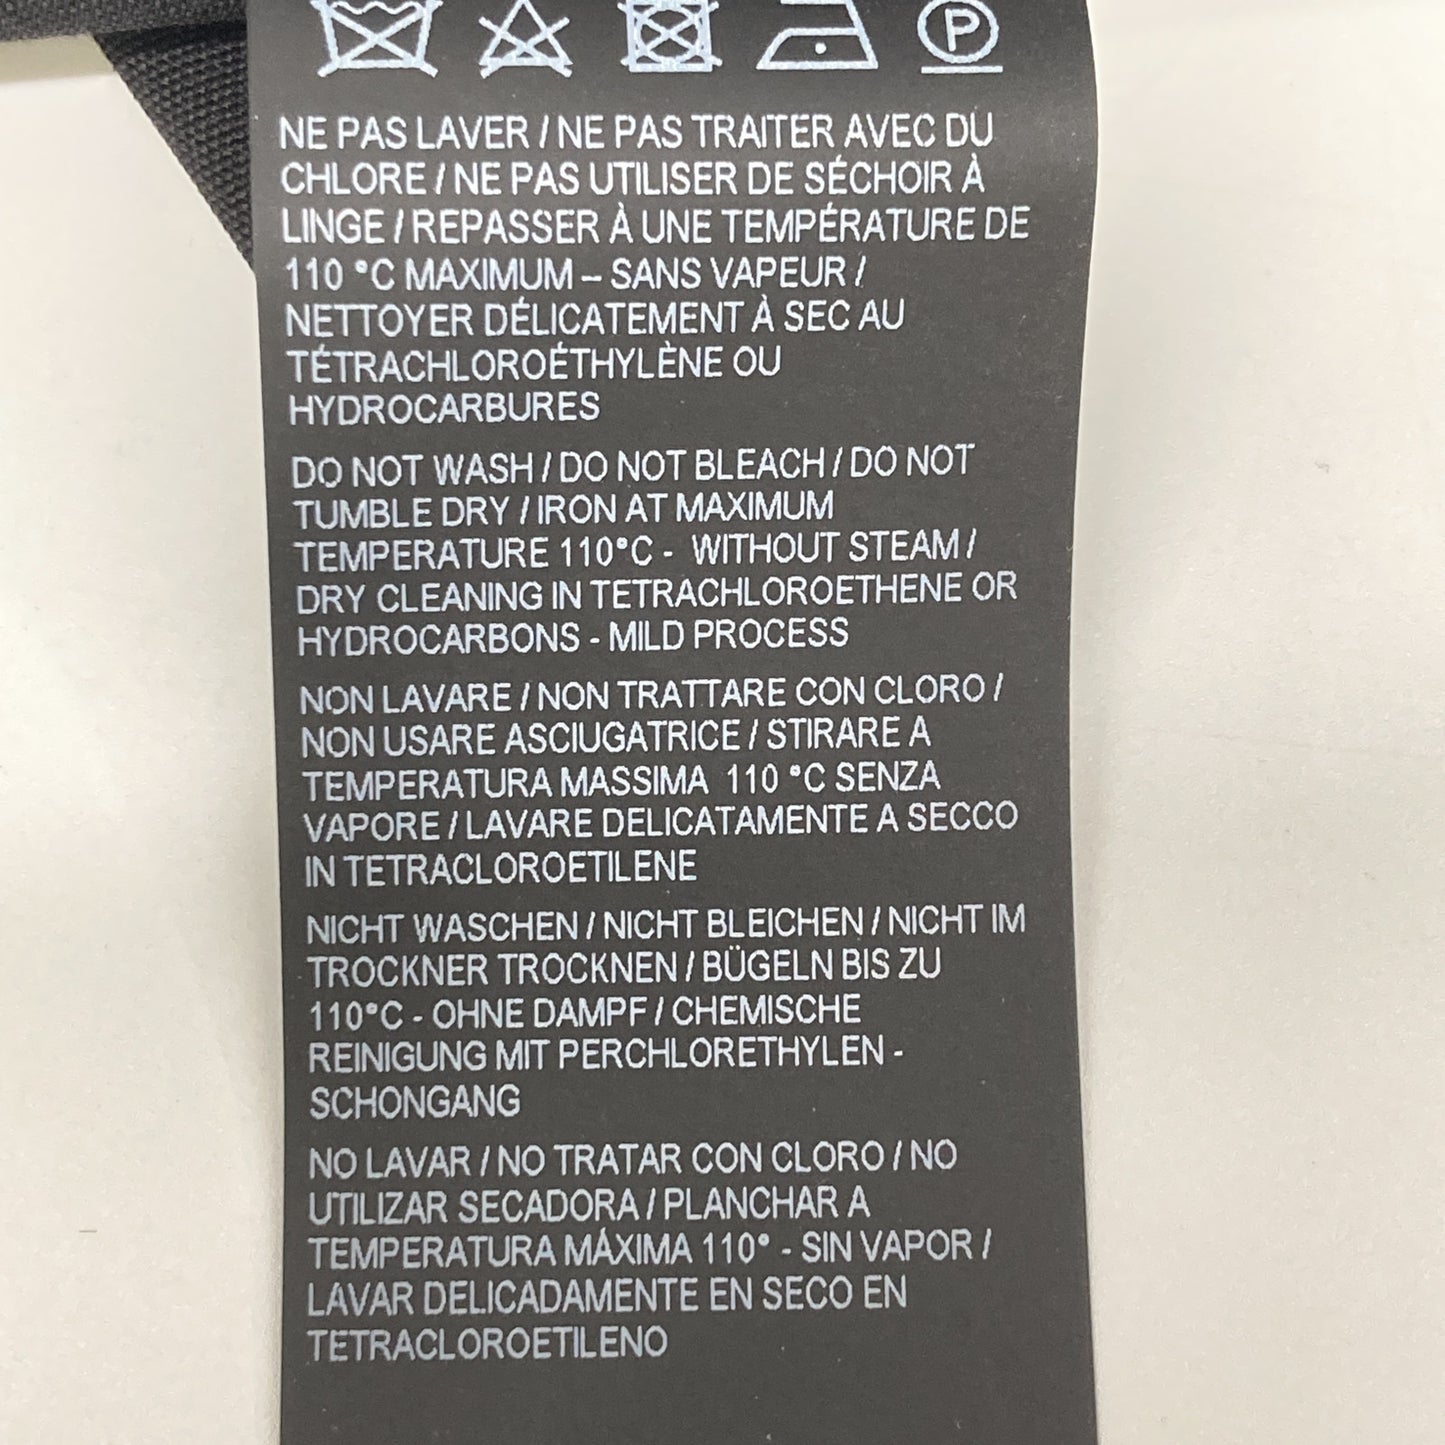 P
NE PAS LAVER / NE PAS TRAITER AVEC DU
CHLORE / NE PAS UTILISER DE SÉCHOIR À
LINGE / REPASSER À UNE TEMPÉRATURE DE
110 °C MAXIMUM – SANS VAPEUR /
NETTOYER DÉLICATEMENT À SEC AU
TÉTRACHLOROÉTHYLÈNE OU
HYDROCARBURES
DO NOT WASH / DO NOT BLEACH / DO NOT
TUMBLE DRY / IRON AT MAXIMUM
TEMPERATURE 110°C - WITHOUT STEAM /
DRY CLEANING IN TETRACHLOROETHENE OR
HYDROCARBONS - MILD PROCESS
NON LAVARE / NON TRATTARE CON CLORO /
NON USARE ASCIUGATRICE / STIRARE A
TEMPERATURA MASSIMA 110 °C SENZA
VAPORE / LAVARE DELICATAMENTE A SECCO
IN TETRACLOROETILENE
NICHT WASCHEN / NICHT BLEICHEN / NICHT IM
TROCKNER TROCKNEN / BÜGELN BIS ZU
110°C - OHNE DAMPF / CHEMISCHE
REINIGUNG MIT PERCHLORETHYLEN -
SCHONGANG
NO LAVAR / NO TRATAR CON CLORO / NO
UTILIZAR SECADORA / PLANCHAR A
TEMPERATURA MÁXIMA 110° - SIN VAPOR /
LAVAR DELICADAMENTE EN SECO EN
TETRACLOROETILENO